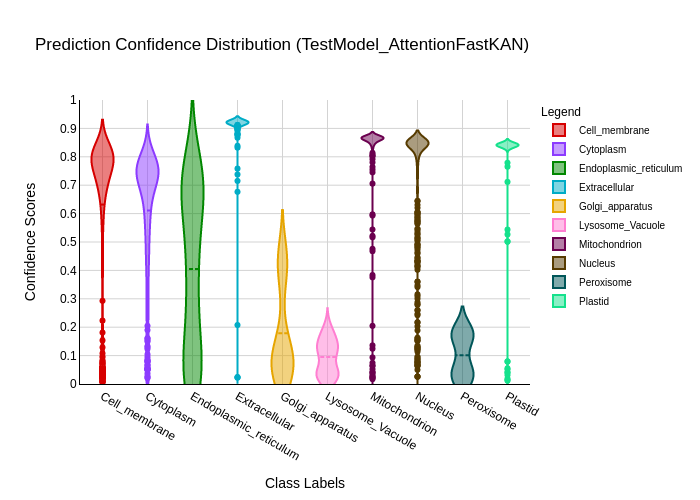 Prediction Confidence Distribution (TestModel_AttentionFastKAN)
Legend
Cell_membrane
Cytoplasm
Endoplasmic_reticulum
Extracellular
Golgi_apparatus
Lysosome_Vacuole
Mitochondrion
Nucleus
Peroxisome
Plastid
Confidence Scores
1
0.9
0.8
0.7
0.6
0.5
0.4
0.3
0.2
0.1
0
Cell_membrane
Cytoplasm
Endoplasmic_reticulum
Extracellular
Golgi_apparatus
Lysosome_Vacuole
Mitochondrion
Nucleus
Peroxisome
Plastid
Class Labels